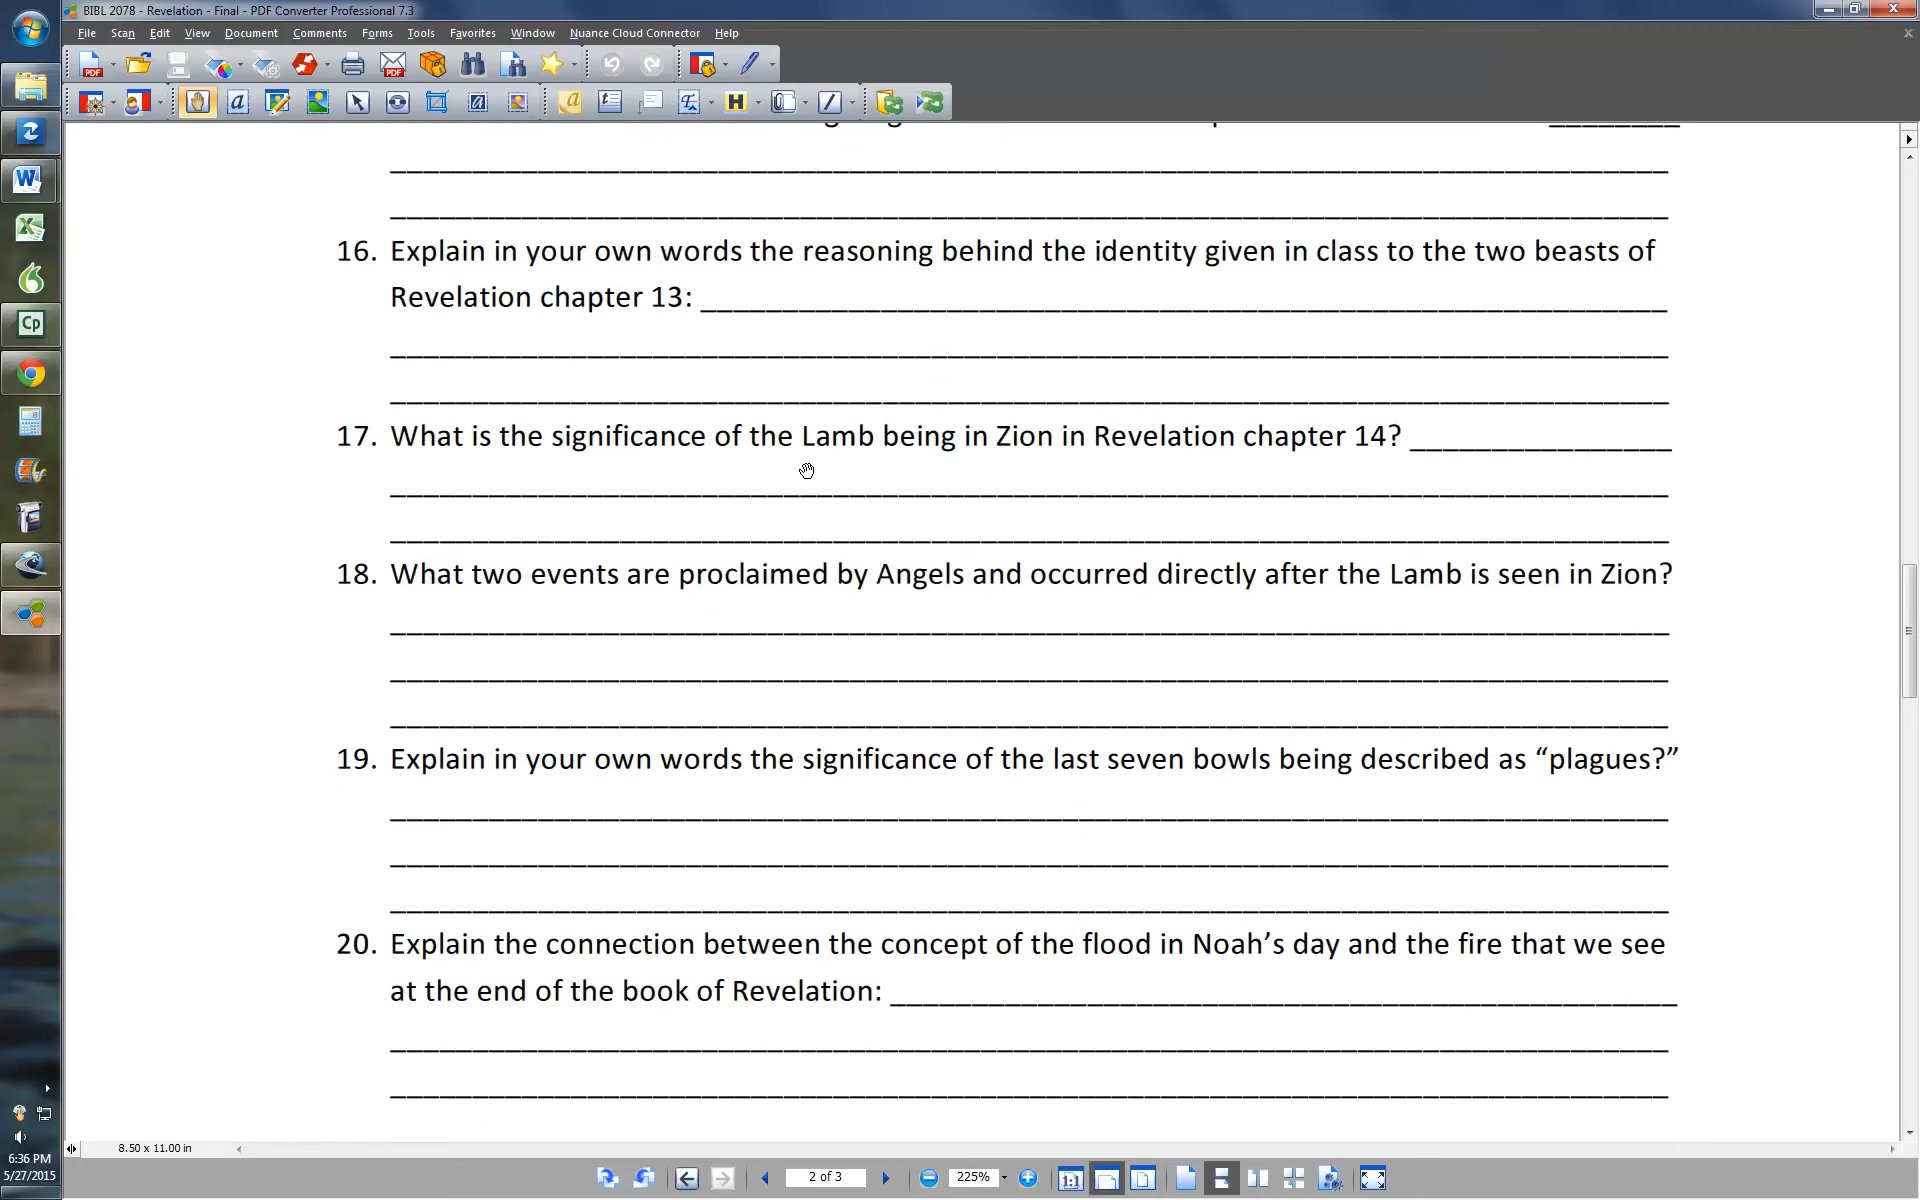 BIBL 2078 - Revelation - Final - PDF Converter Professional 7.3
File Scan Edit View Document Comments Forms Tools Favorites Window Nuance Cloud Connector Help
16. Explain in your own words the reasoning behind the identity given in class to the two beasts of
Revelation chapter 13: ____________
17. What is the significance of the Lamb being in Zion in Revelation chapter 14? ____________
18. What two events are proclaimed by Angels and occurred directly after the Lamb is seen in Zion?
19. Explain in your own words the significance of the last seven bowls being described as “plagues?”
20. Explain the connection between the concept of the flood in Noah’s day and the fire that we see
at the end of the book of Revelation: ____________
8.50 x 11.00 in
6:36 PM
5/27/2015
2 of 3
225%